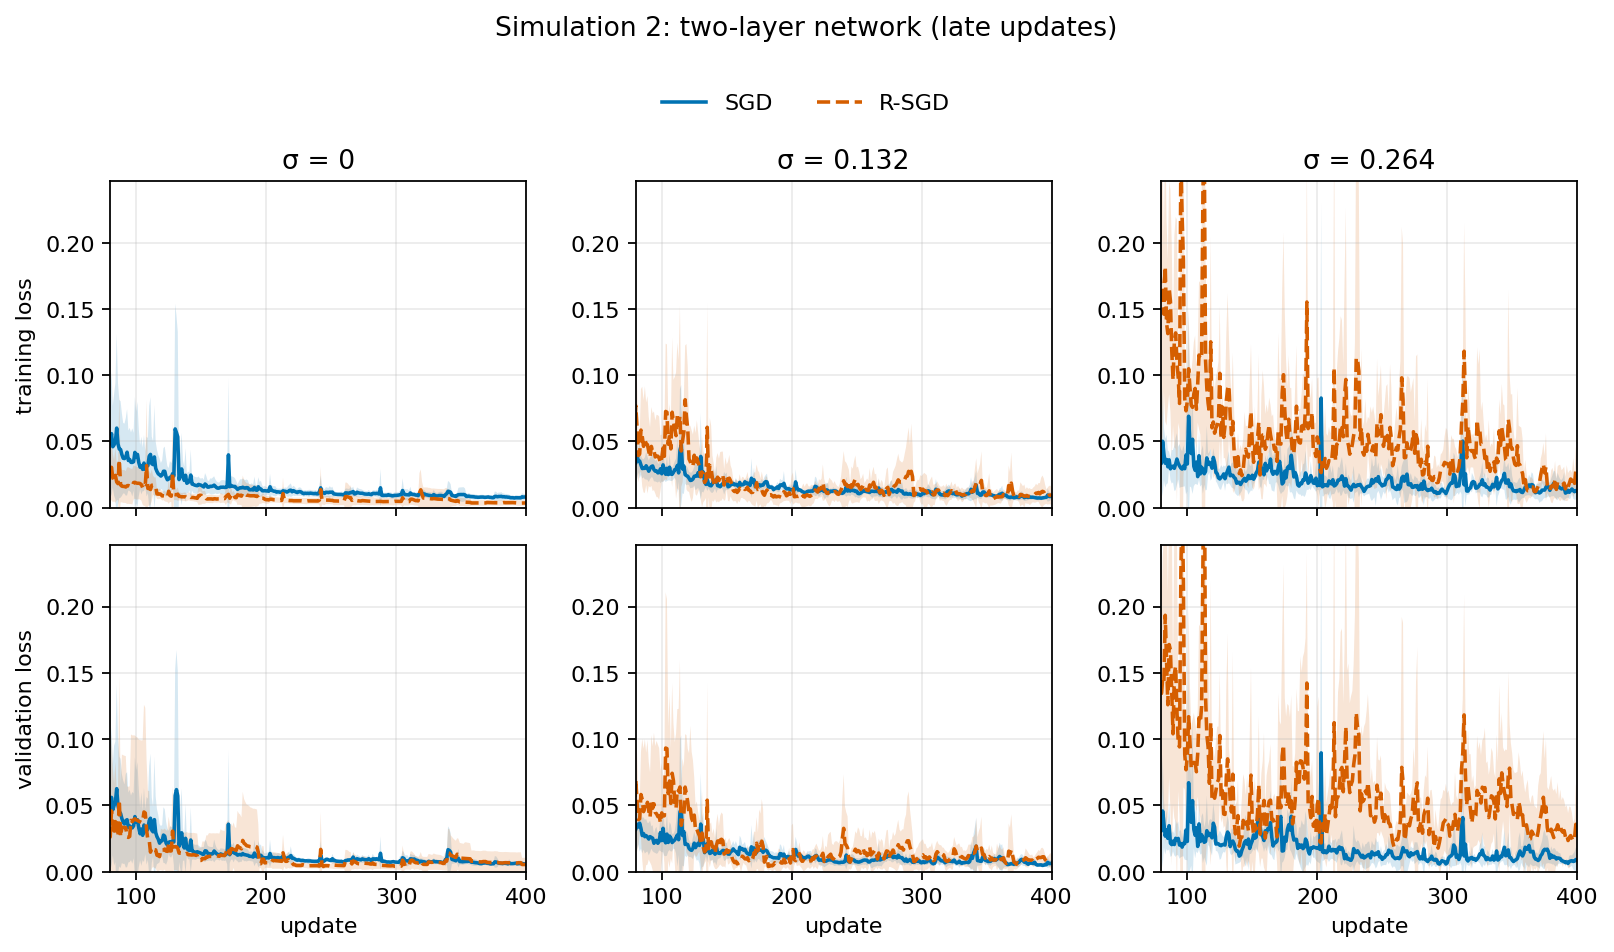 Simulation 2: two-layer network (late updates)
SGD R-SGD
σ = 0 σ = 0.132 σ = 0.264
training loss
0.20 0.20 0.20
0.15 0.15 0.15
0.10 0.10 0.10
0.05 0.05 0.05
0.00 0.00 0.00
validation loss
0.20 0.20 0.20
0.15 0.15 0.15
0.10 0.10 0.10
0.05 0.05 0.05
0.00 0.00 0.00
100 200 300 400 100 200 300 400 100 200 300 400
update update update